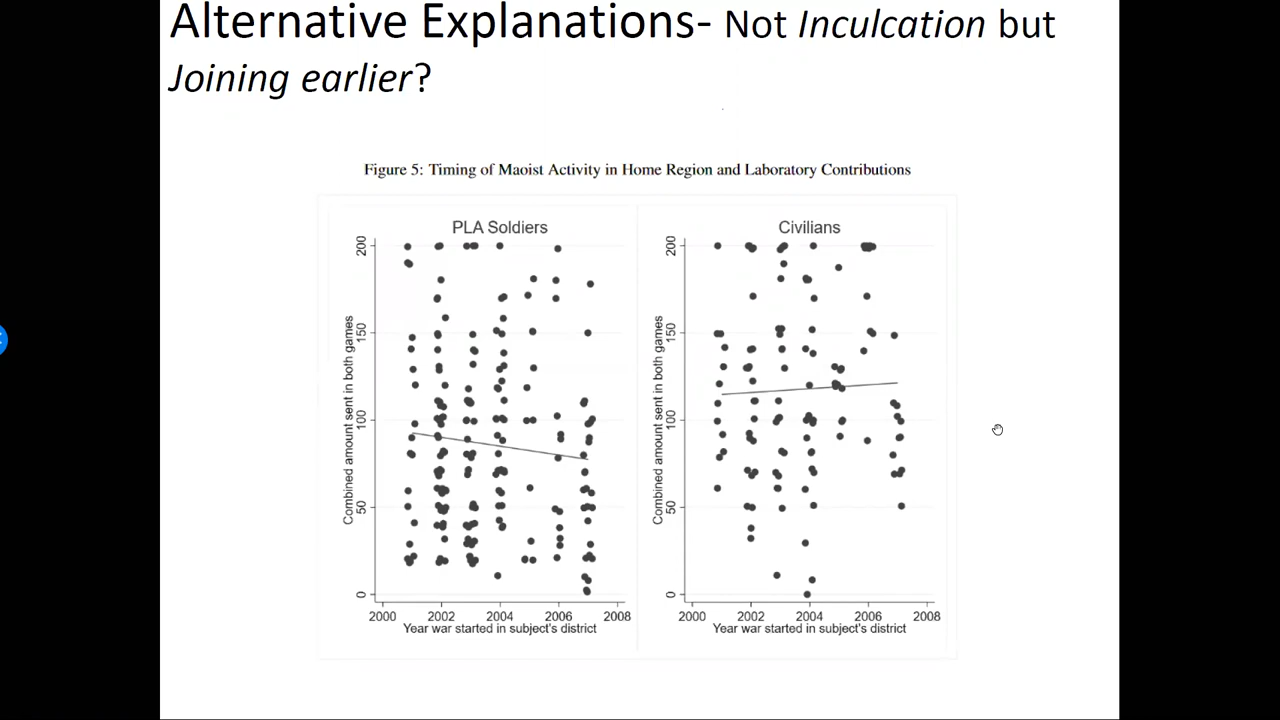 Alternative Explanations- Not Inculcation but
Joining earlier?
Figure 5: Timing of Maoist Activity in Home Region and Laboratory Contributions
PLA Soldiers
Combined amount sent in both games
200
150
100
50
0
2000 2002 2004 2006 2008
Year war started in subject's district
Civilians
Combined amount sent in both games
200
150
100
50
0
2000 2002 2004 2006 2008
Year war started in subject's district